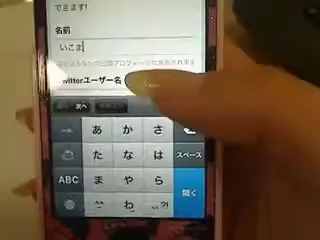 できます!
名前
いこま
witterユーザー名
次へ
→ あ か さ
た な は スペース
ABC ま や ら 開く
^^ わ 、。?!